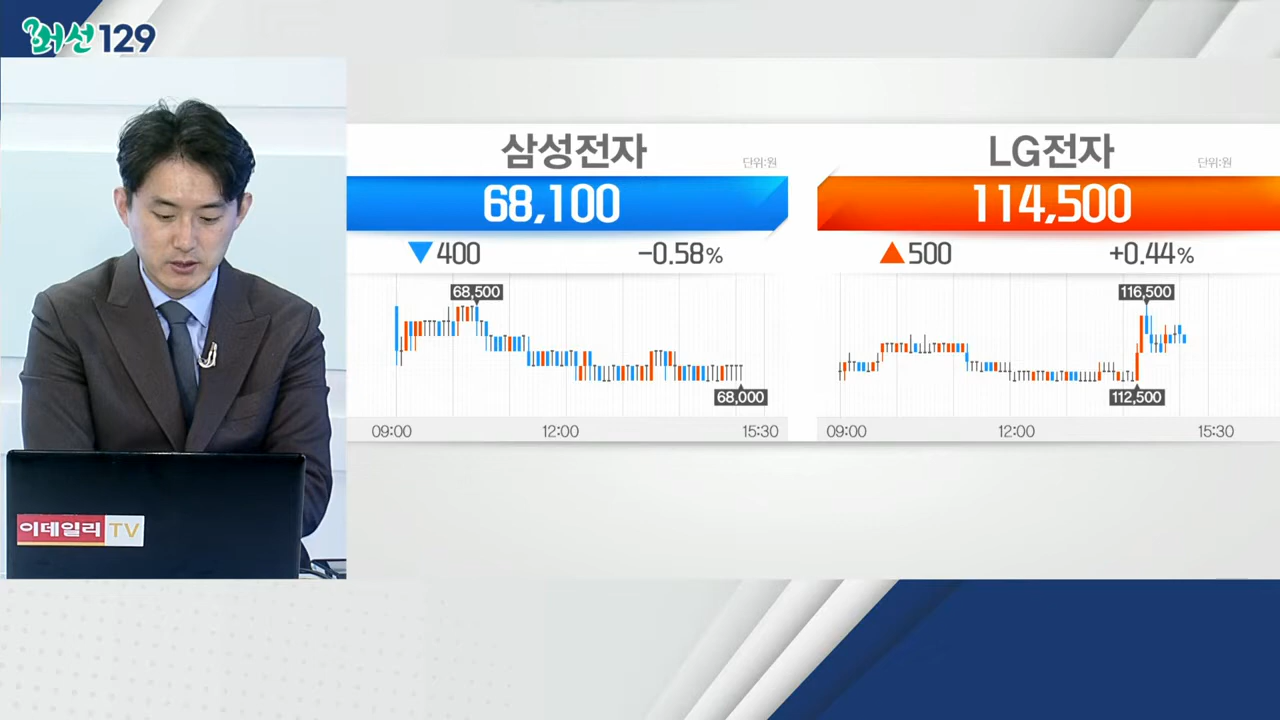 머선129
삼성전자
단위:원
68,100
▼400 -0.58%
68,500
68,000
09:00 12:00 15:30
LG전자
단위:원
114,500
▲500 +0.44%
116,500
112,500
09:00 12:00 15:30
이데일리TV